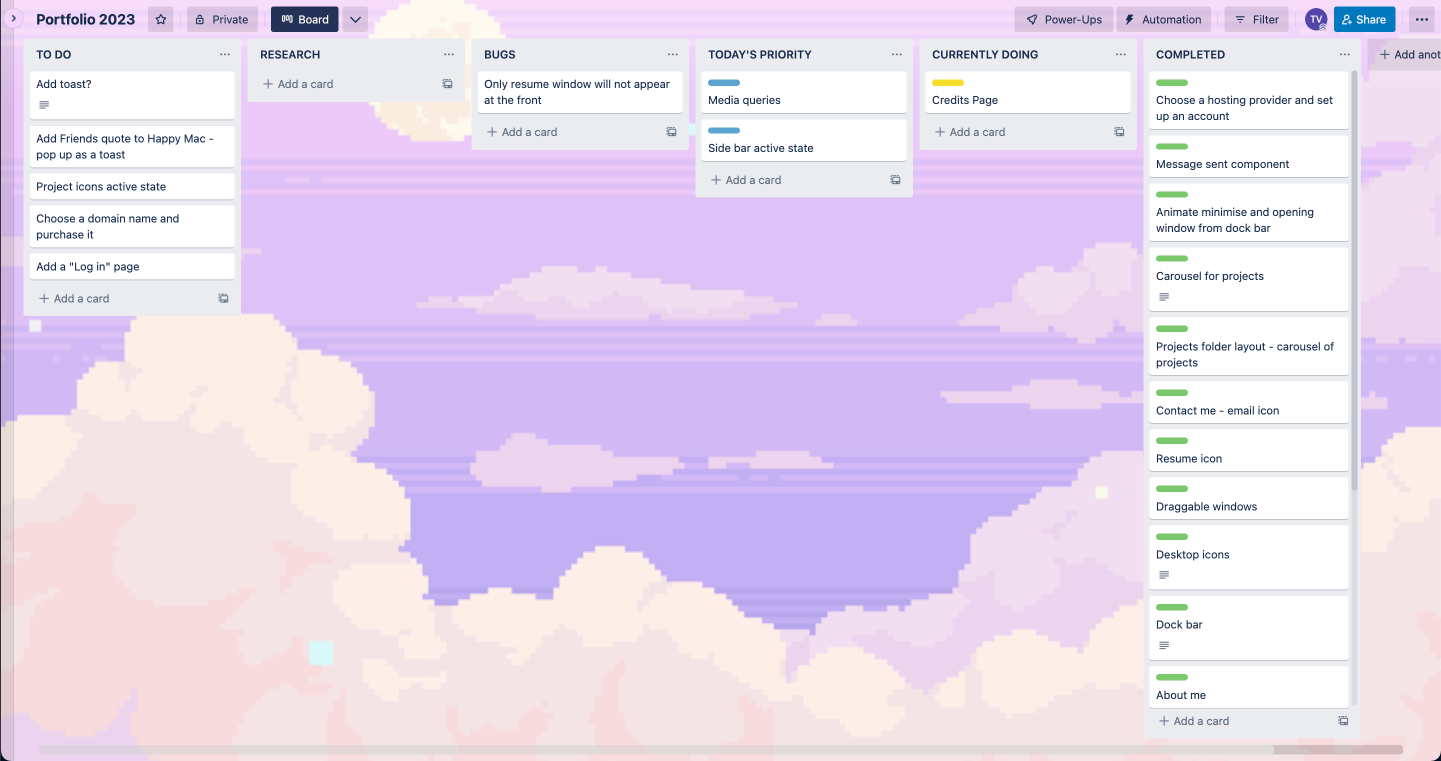 Portfolio 2023
Private
Board
Power-Ups
Automation
Filter
TV
Share
TO DO
Add toast?
Add Friends quote to Happy Mac -
pop up as a toast
Project icons active state
Choose a domain name and
purchase it
Add a "Log in" page
+ Add a card
RESEARCH
+ Add a card
BUGS
Only resume window will not appear
at the front
+ Add a card
TODAY'S PRIORITY
Media queries
Side bar active state
+ Add a card
CURRENTLY DOING
Credits Page
+ Add a card
COMPLETED
Choose a hosting provider and set
up an account
Message sent component
Animate minimise and opening
window from dock bar
Carousel for projects
Projects folder layout - carousel of
projects
Contact me - email icon
Resume icon
Draggable windows
Desktop icons
Dock bar
About me
+ Add a card
+ Add anot